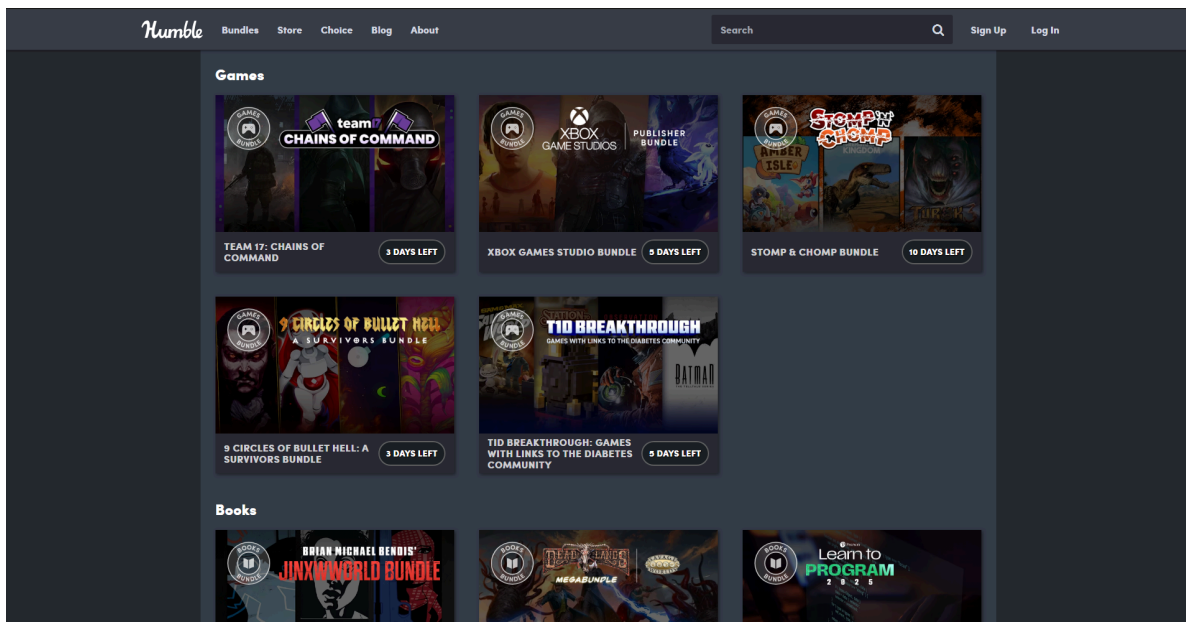 Humble Bundles Store Choice Blog About Search Sign Up Log In
Games
GAMES BUNDLE
team17
CHAINS OF COMMAND
TEAM 17: CHAINS OF
COMMAND
3 DAYS LEFT
GAMES BUNDLE
XBOX
GAME STUDIOS
PUBLISHER
BUNDLE
XBOX GAMES STUDIO BUNDLE
5 DAYS LEFT
GAMES BUNDLE
STOMP 'N'
CHOMP
AMBER
ISLE
KINGDOM
TUROK
STOMP & CHOMP BUNDLE
10 DAYS LEFT
GAMES BUNDLE
9 CIRCLES OF BULLET HELL
A SURVIVORS BUNDLE
9 CIRCLES OF BULLET HELL: A
SURVIVORS BUNDLE
3 DAYS LEFT
GAMES BUNDLE
STATION
T1D BREAKTHROUGH
GAMES WITH LINKS TO THE DIABETES COMMUNITY
BATMAN
T1D BREAKTHROUGH: GAMES
WITH LINKS TO THE DIABETES
COMMUNITY
5 DAYS LEFT
Books
BOOKS BUNDLE
BRIAN MICHAEL BENDIS'
JINXWORLD BUNDLE
BOOKS BUNDLE
DEADLANDS
MEGABUNDLE
BOOKS BUNDLE
Learn to
PROGRAM
2025